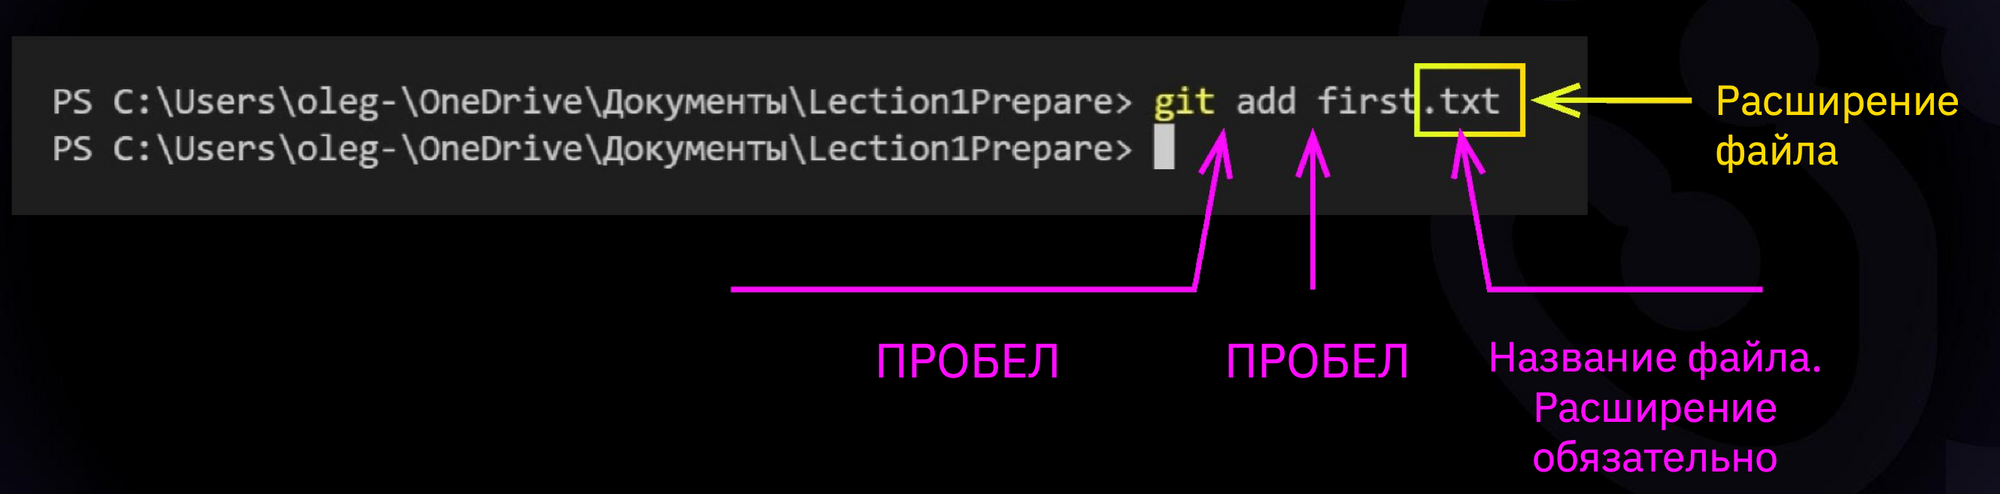 PS C:\Users\oleg-\OneDrive\Документы\Lection1Prepare> git add first.txt
PS C:\Users\oleg-\OneDrive\Документы\Lection1Prepare>
Расширение
файла
ПРОБЕЛ
ПРОБЕЛ
Название файла.
Расширение
обязательно